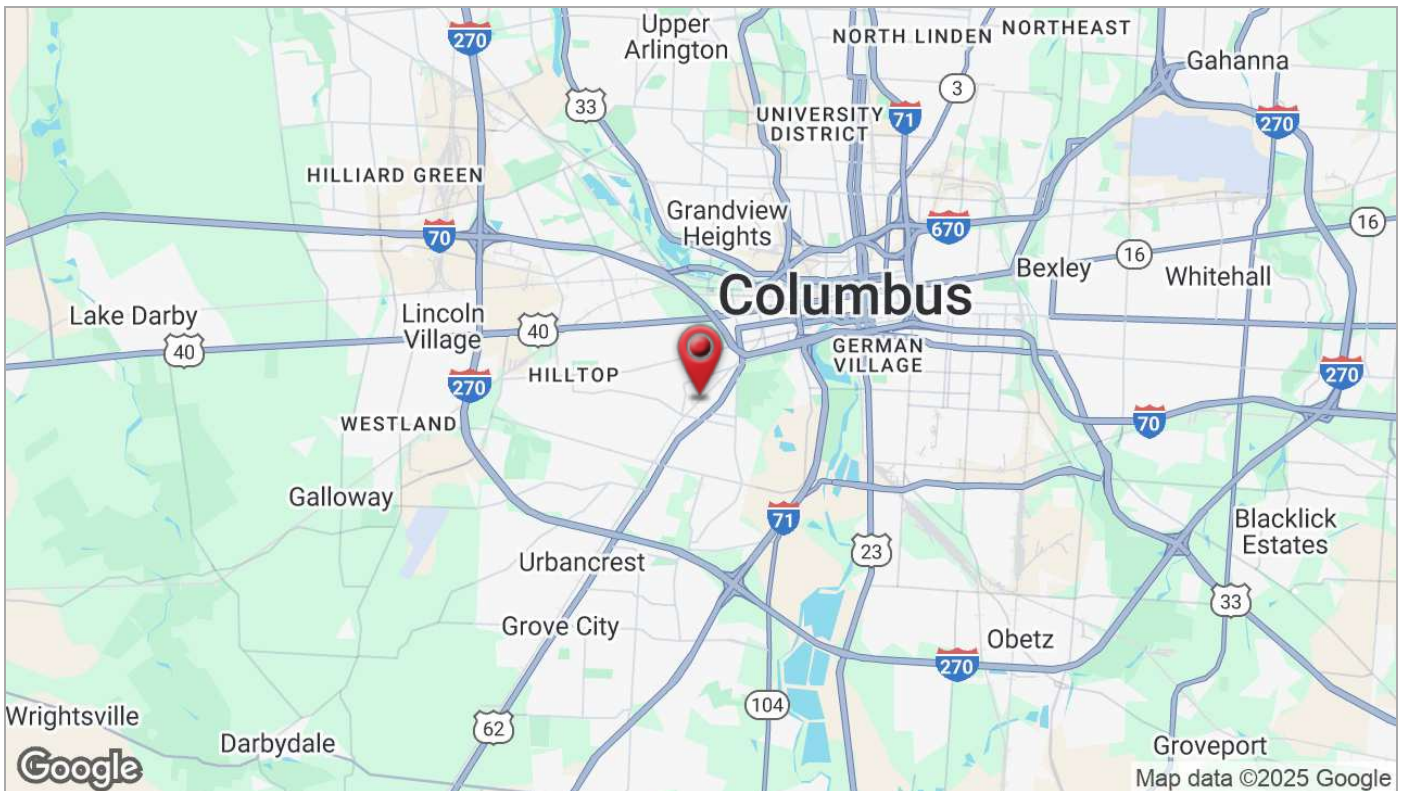 Upper
Arlington
NORTH LINDEN
NORTHEAST
270
Gahanna
33
3
UNIVERSITY
DISTRICT
71
270
HILLIARD GREEN
Grandview
Heights
70
670
16
16
Bexley
Whitehall
Columbus
Lake Darby
40
Lincoln
Village
40
GERMAN
VILLAGE
HILLTOP
270
270
WESTLAND
70
Galloway
71
23
Blacklick
Estates
Urbancrest
33
Grove City
Obetz
270
104
Wrightsville
62
Darbydale
Groveport
Google
Map data ©2025 Google